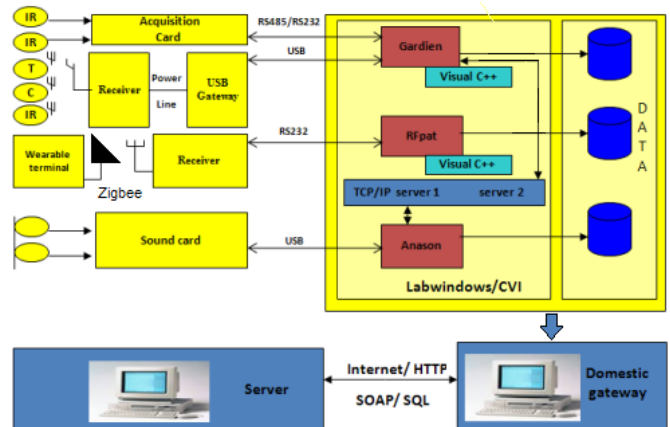 IR
IR
T
C
IR
Acquisition
Card
RS485/RS232
USB
Receiver
Power
Line
USB
Gateway
Wearable
terminal
Zigbee
Receiver
RS232
Sound card
USB
Gardien
Visual C++
RFpat
Visual C++
TCP/IP server 1 server 2
Anason
Labwindows/CVI
D
A
T
A
Server
Internet/ HTTP
SOAP/ SQL
Domestic
gateway